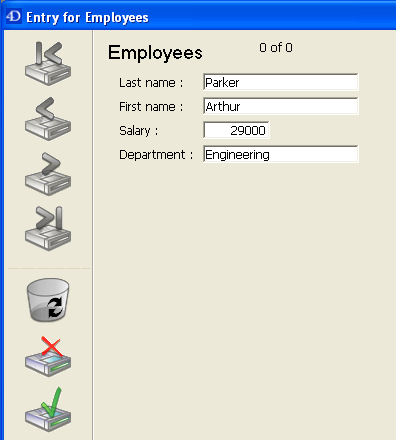 4D Entry for Employees
Employees 0 of 0
Last name : Parker
First name : Arthur
Salary : 29000
Department : Engineering